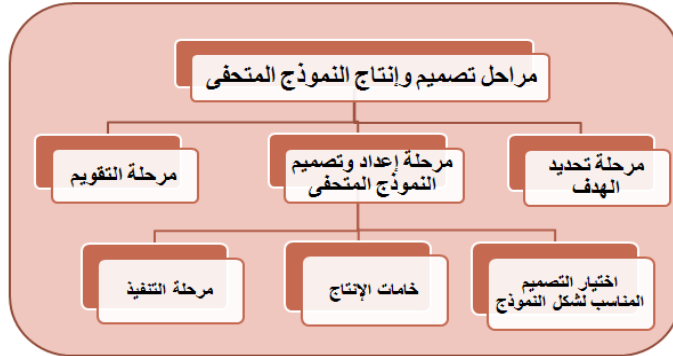 مراحل تصميم وإنتاج النموذج المتحفى
مرحلة تحديد
الهدف
مرحلة إعداد وتصميم
النموذج المتحفى
مرحلة التقويم
اختيار التصميم
المناسب لشكل النموذج
خامات الإنتاج
مرحلة التنفيذ